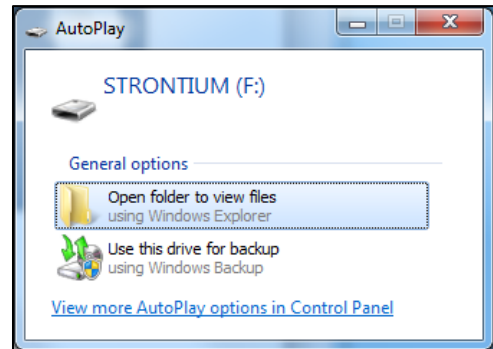 AutoPlay
STRONTIUM (F:)
General options
Open folder to view files
using Windows Explorer
Use this drive for backup
using Windows Backup
View more AutoPlay options in Control Panel